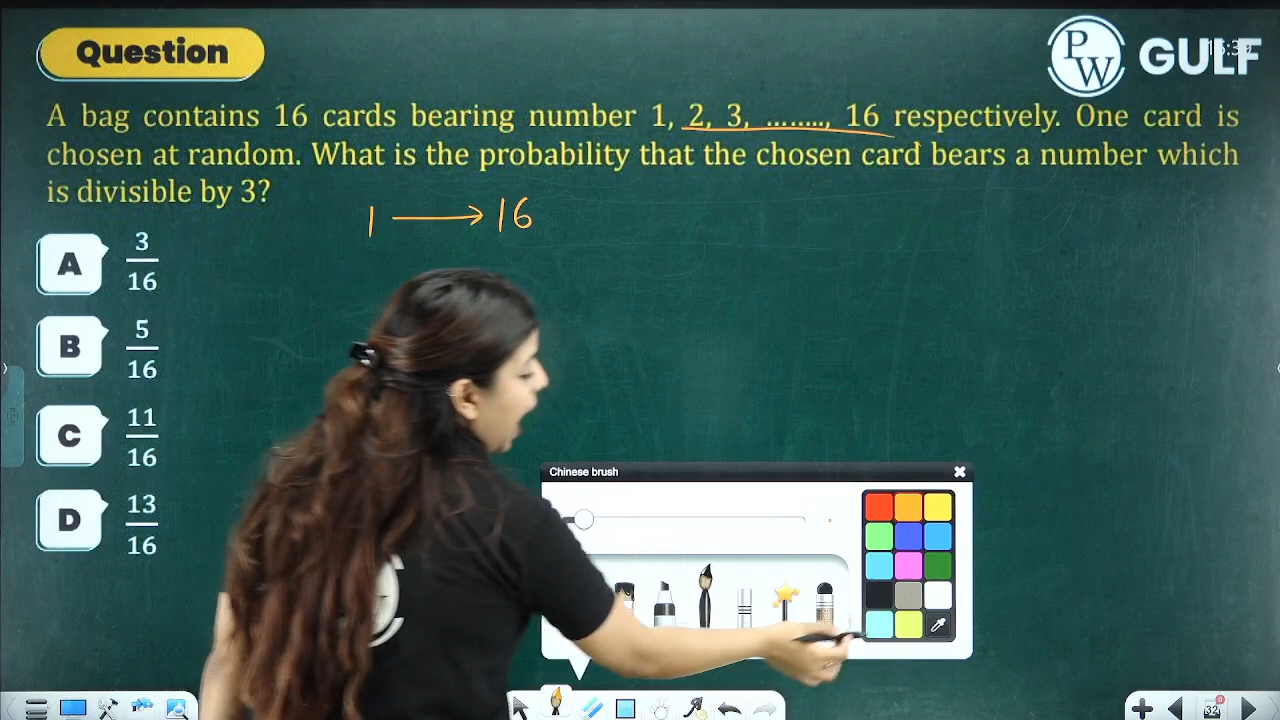 Question
PW GULF
A bag contains 16 cards bearing number 1, 2, 3, ........, 16 respectively. One card is
chosen at random. What is the probability that the chosen card bears a number which
is divisible by 3?
1 → 16
A 3/16
B 5/16
C 11/16
D 13/16
Chinese brush
32